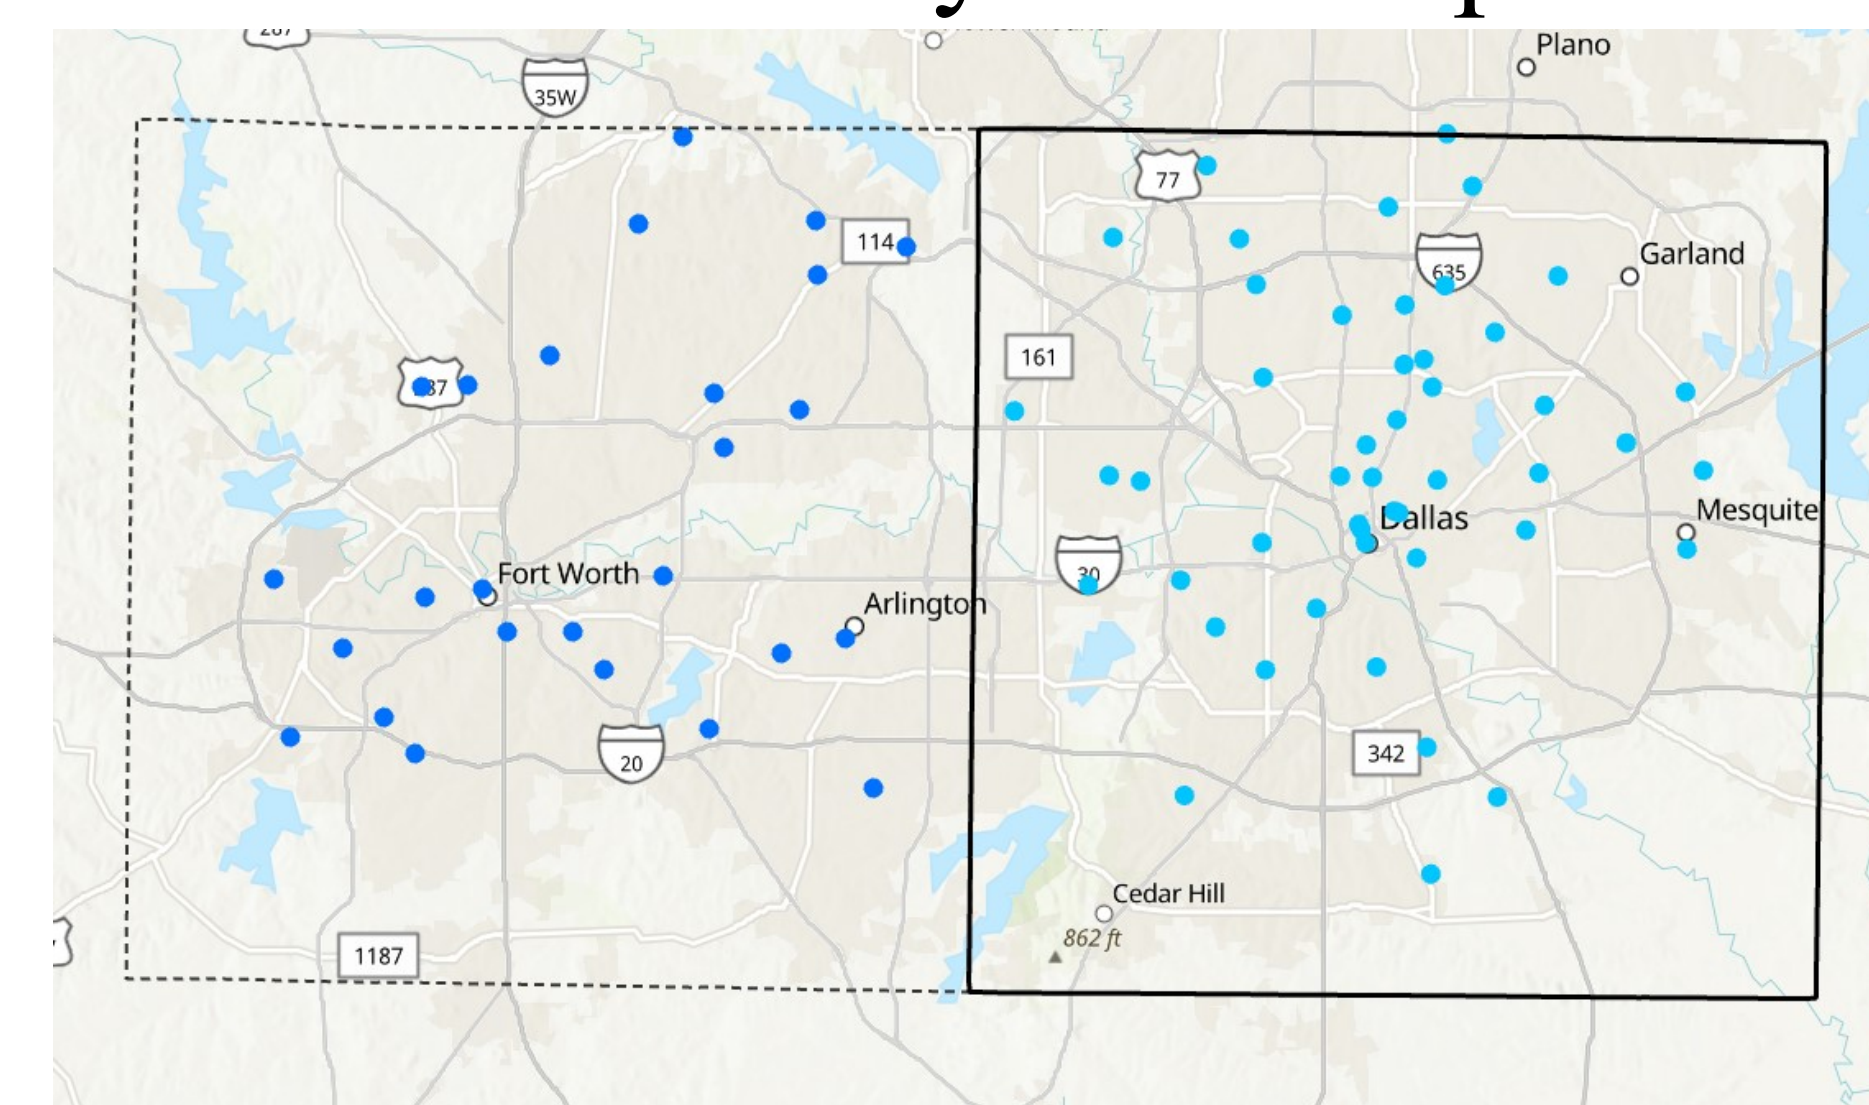 35W
Plano
77
114
Garland
635
161
Dallas
Mesquite
Fort Worth
30
Arlington
20
342
Cedar Hill
862 ft
1187